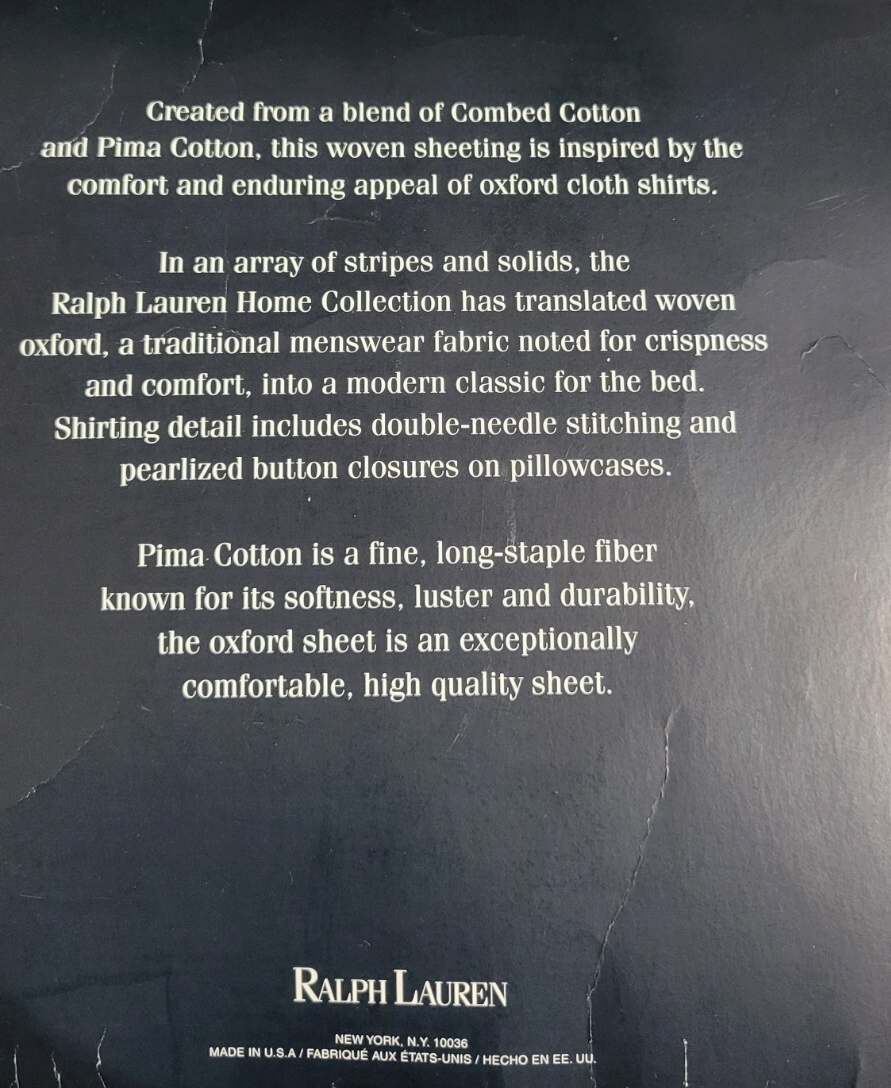 Created from a blend of Combed Cotton
and Pima Cotton, this woven sheeting is inspired by the
comfort and enduring appeal of oxford cloth shirts.
In an array of stripes and solids, the
Ralph Lauren Home Collection has translated woven
oxford, a traditional menswear fabric noted for crispness
and comfort, into a modern classic for the bed.
Shirting detail includes double-needle stitching and
pearlized button closures on pillowcases.
Pima Cotton is a fine, long-staple fiber
known for its softness, luster and durability,
the oxford sheet is an exceptionally
comfortable, high quality sheet.
RALPH LAUREN
NEW YORK, N.Y. 10036
MADE IN U.S.A / FABRIQUÉ AUX ÉTATS-UNIS / HECHO EN EE. UU.